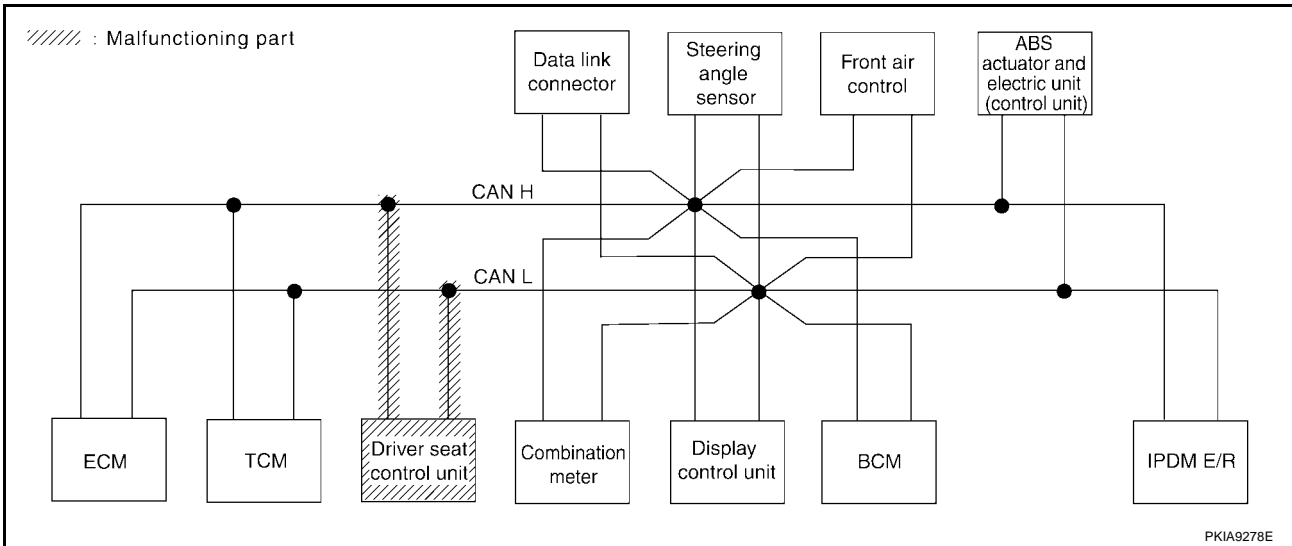 : Malfunctioning part
Data link
connector
Steering
angle
sensor
Front air
control
ABS
actuator and
electric unit
(control unit)
CAN H
CAN L
ECM
TCM
Driver seat
control unit
Combination
meter
Display
control unit
BCM
IPDM E/R
PKIA9278E